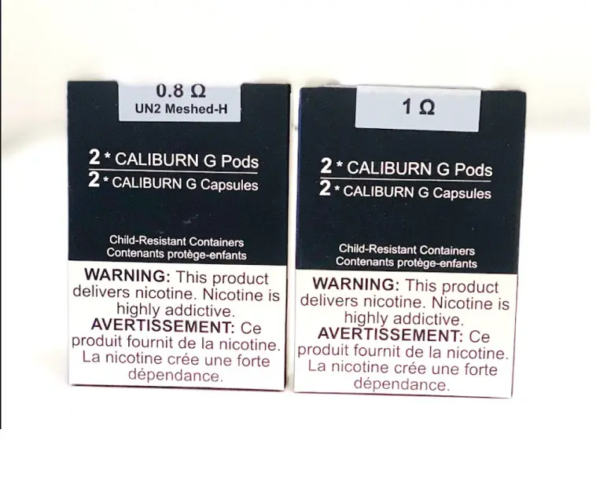 0.8 Ω
UN2 Meshed-H
2* CALIBURN G Pods
2* CALIBURN G Capsules
Child-Resistant Containers
Contenants protège-enfants
WARNING: This product
delivers nicotine. Nicotine is
highly addictive.
AVERTISSEMENT: Ce
produit fournit de la nicotine.
La nicotine crée une forte
dépendance.
1 Ω
2* CALIBURN G Pods
2* CALIBURN G Capsules
Child-Resistant Containers
Contenants protège-enfants
WARNING: This product
delivers nicotine. Nicotine is
highly addictive.
AVERTISSEMENT: Ce
produit fournit de la nicotine.
La nicotine crée une forte
dépendance.